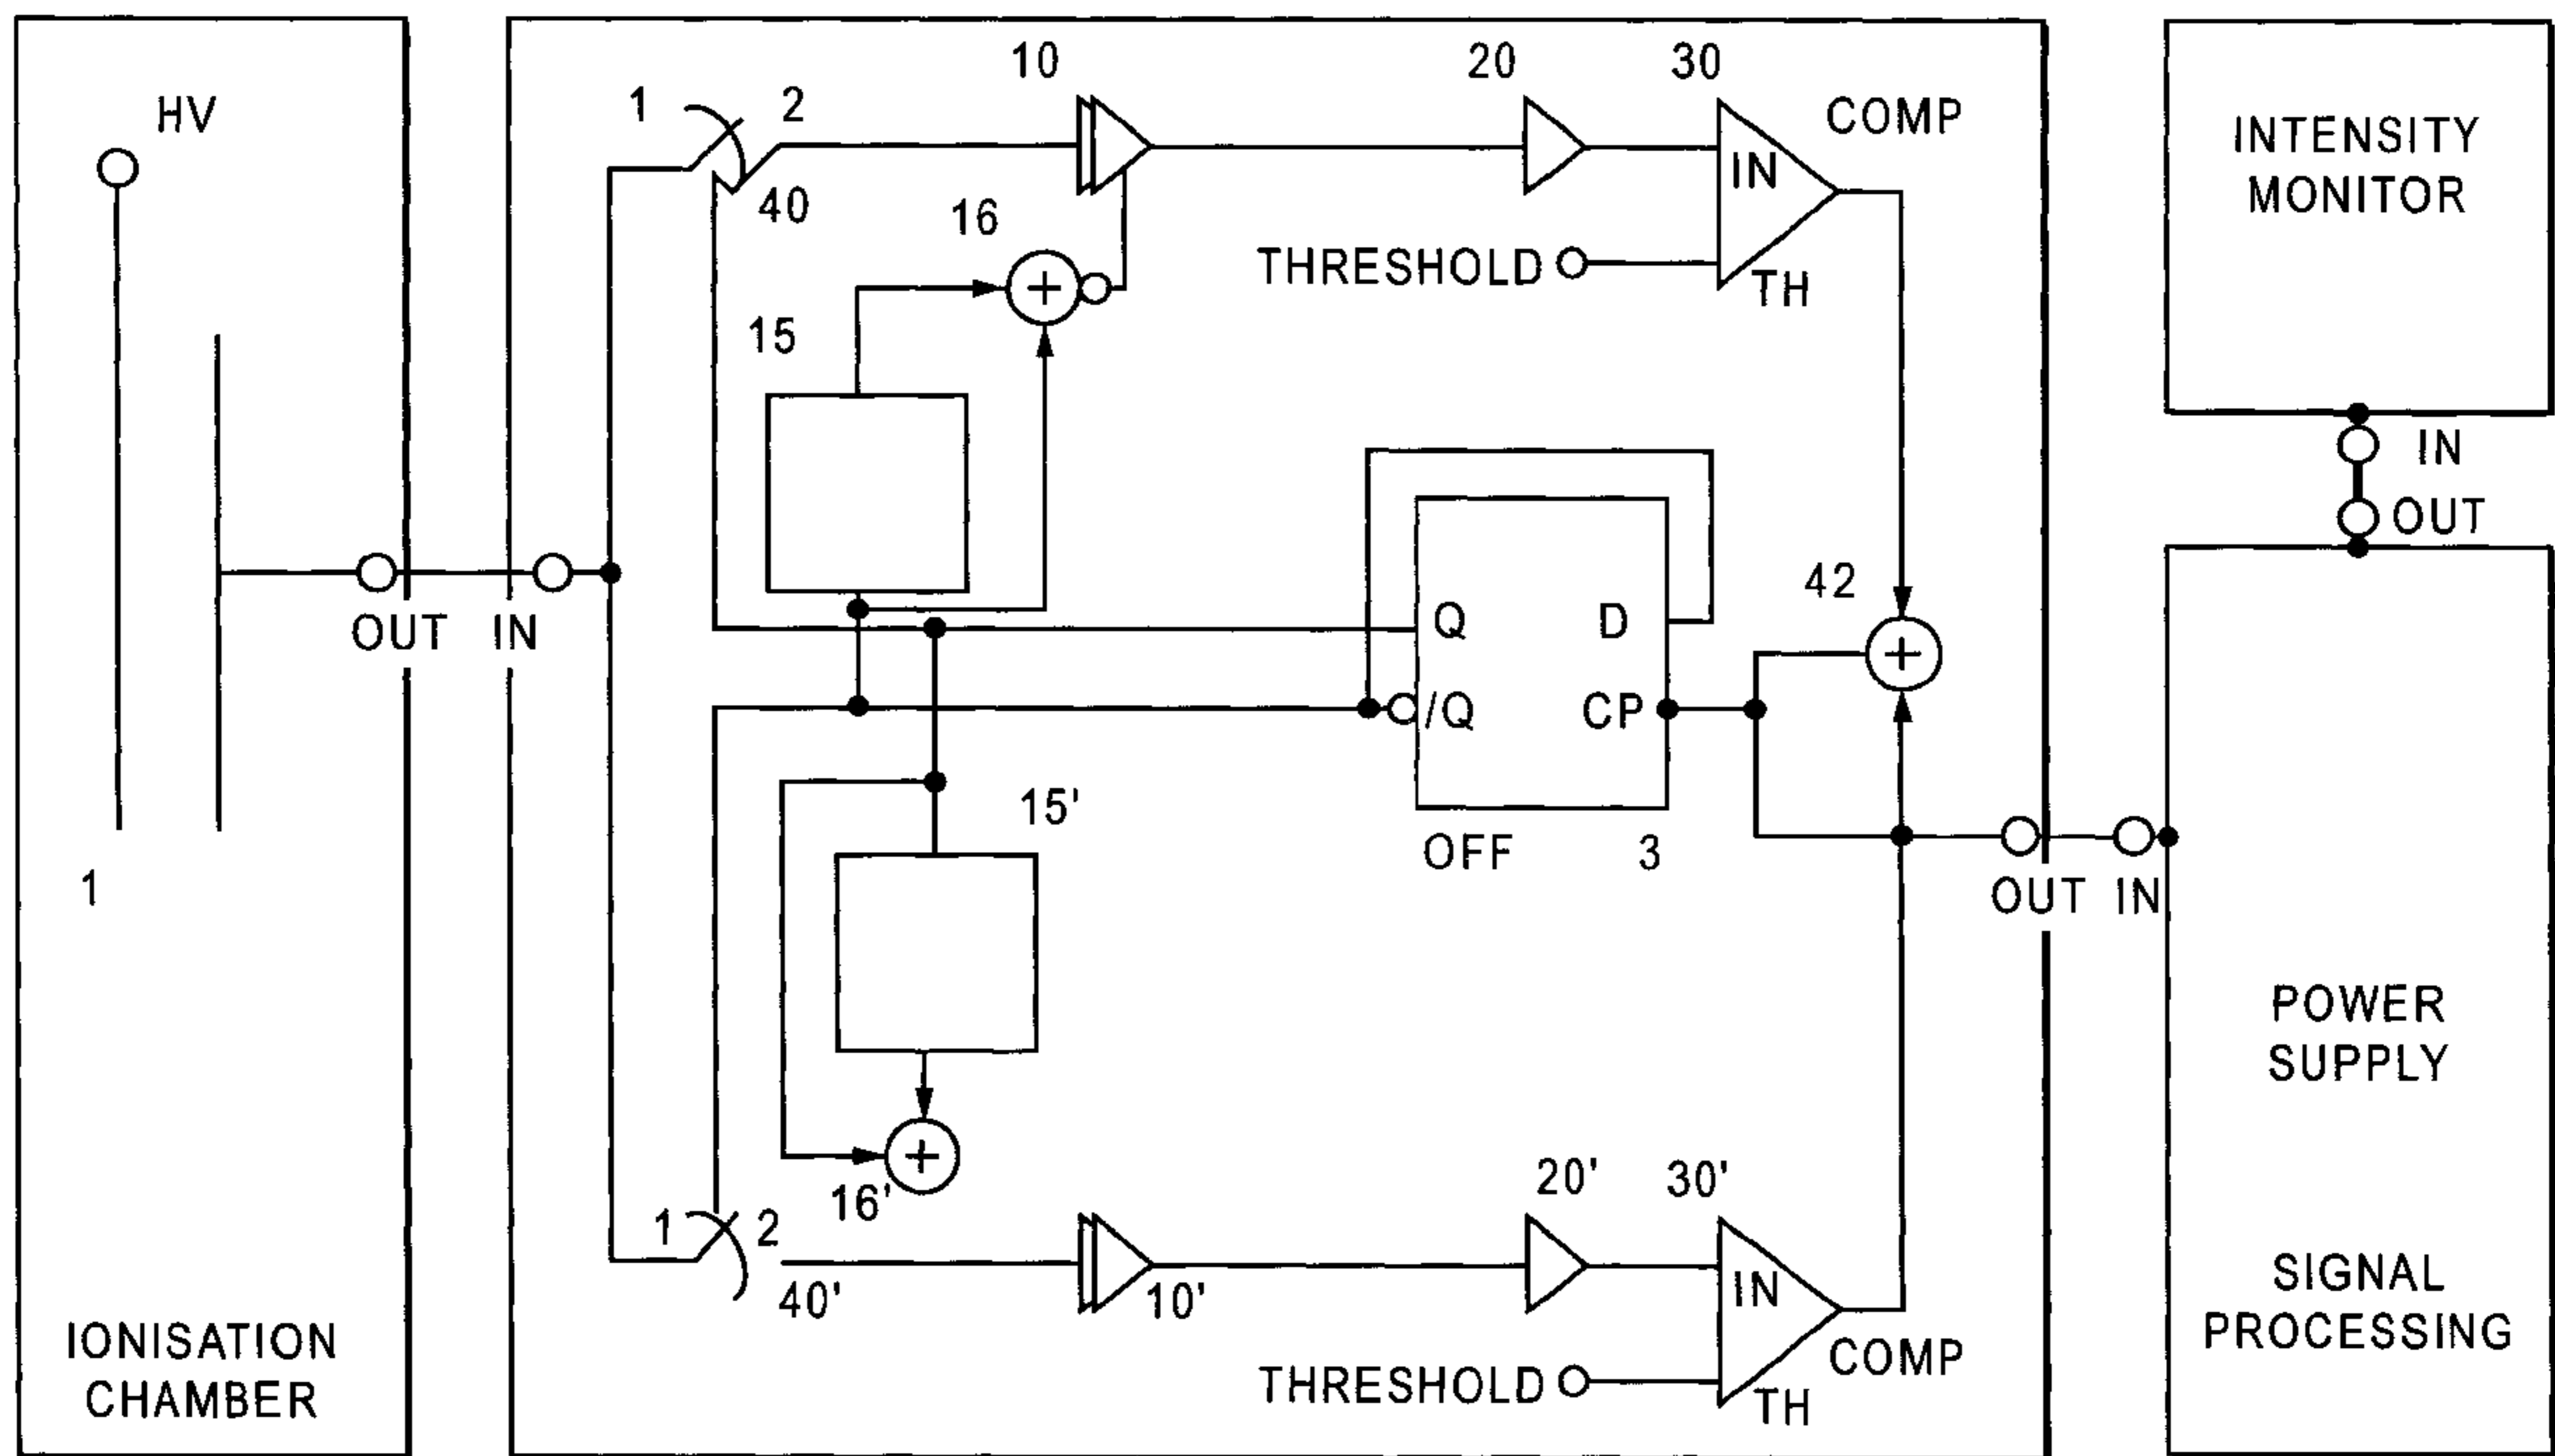 HV
1
IONISATION
CHAMBER
OUT
IN
1
2
40
10
20
30
COMP
IN
THRESHOLD
TH
16
15
42
Q
D
/Q
CP
OFF
3
15'
16'
1
2
40'
10'
20'
30'
IN
COMP
THRESHOLD
TH
OUT
IN
INTENSITY
MONITOR
IN
OUT
POWER
SUPPLY
SIGNAL
PROCESSING